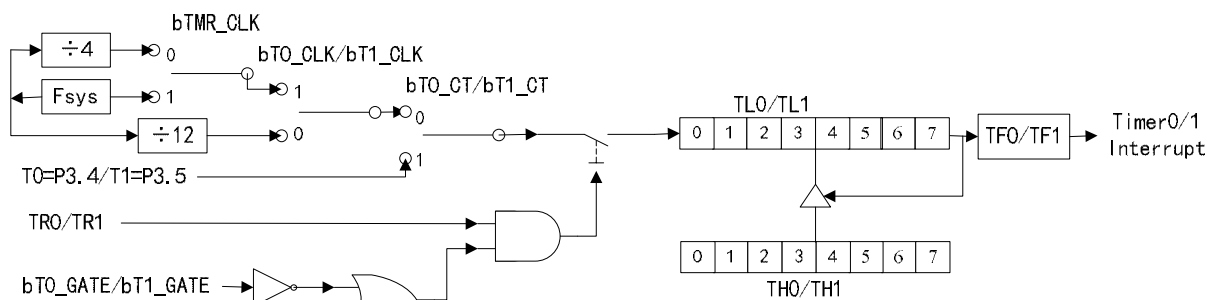 bTMR_CLK
÷4
0
bT0_CLK/bT1_CLK
Fsys
1
1
bT0_CT/bT1_CT
0
TL0/TL1
÷12
0
0 1 2 3 4 5 6 7
TF0/TF1
Timer0/1
Interrupt
1
T0=P3.4/T1=P3.5
TR0/TR1
0 1 2 3 4 5 6 7
bT0_GATE/bT1_GATE
TH0/TH1